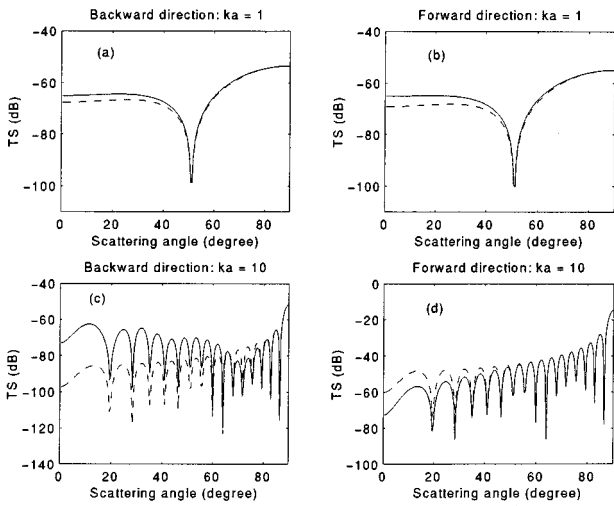 Backward direction: ka = 1
Forward direction: ka = 1
-40
-60
-80
-100
TS (dB)
(a)
0 20 40 60 80
Scattering angle (degree)
-40
-60
-80
-100
TS (dB)
(b)
0 20 40 60 80
Scattering angle (degree)
Backward direction: ka = 10
Forward direction: ka = 10
-40
-60
-80
-100
-120
-140
TS (dB)
(c)
0 20 40 60 80
Scattering angle (degree)
0
-20
-40
-60
-80
-100
TS (dB)
(d)
0 20 40 60 80
Scattering angle (degree)